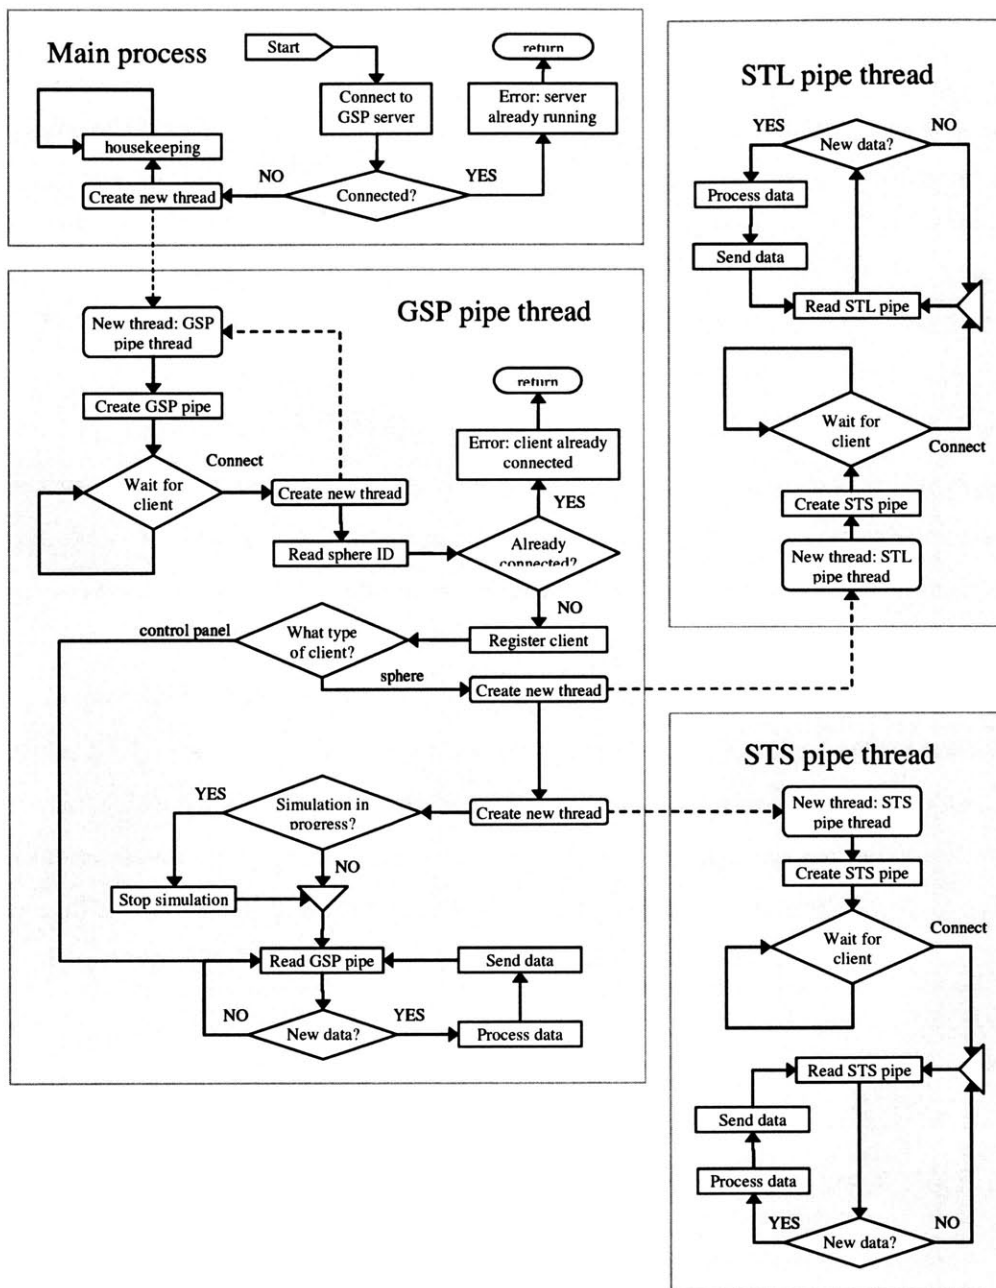 Main process
Start
return
Connect to
GSP server
Error: server
already running
housekeeping
NO
YES
Create new thread
Connected?
GSP pipe thread
New thread: GSP
pipe thread
return
Create GSP pipe
Error: client already
connected
Connect
Wait for
client
Create new thread
YES
Read sphere ID
Already
connected?
NO
control panel
What type
of client?
Register client
sphere
Create new thread
YES
Simulation in
progress?
Create new thread
NO
Stop simulation
Read GSP pipe
Send data
NO
YES
New data?
Process data
STL pipe thread
YES
NO
New data?
Process data
Send data
Read STL pipe
Wait for
client
Connect
Create STS pipe
New thread: STL
pipe thread
STS pipe thread
New thread: STS
pipe thread
Create STS pipe
Connect
Wait for
client
Read STS pipe
Send data
Process data
YES
NO
New data?